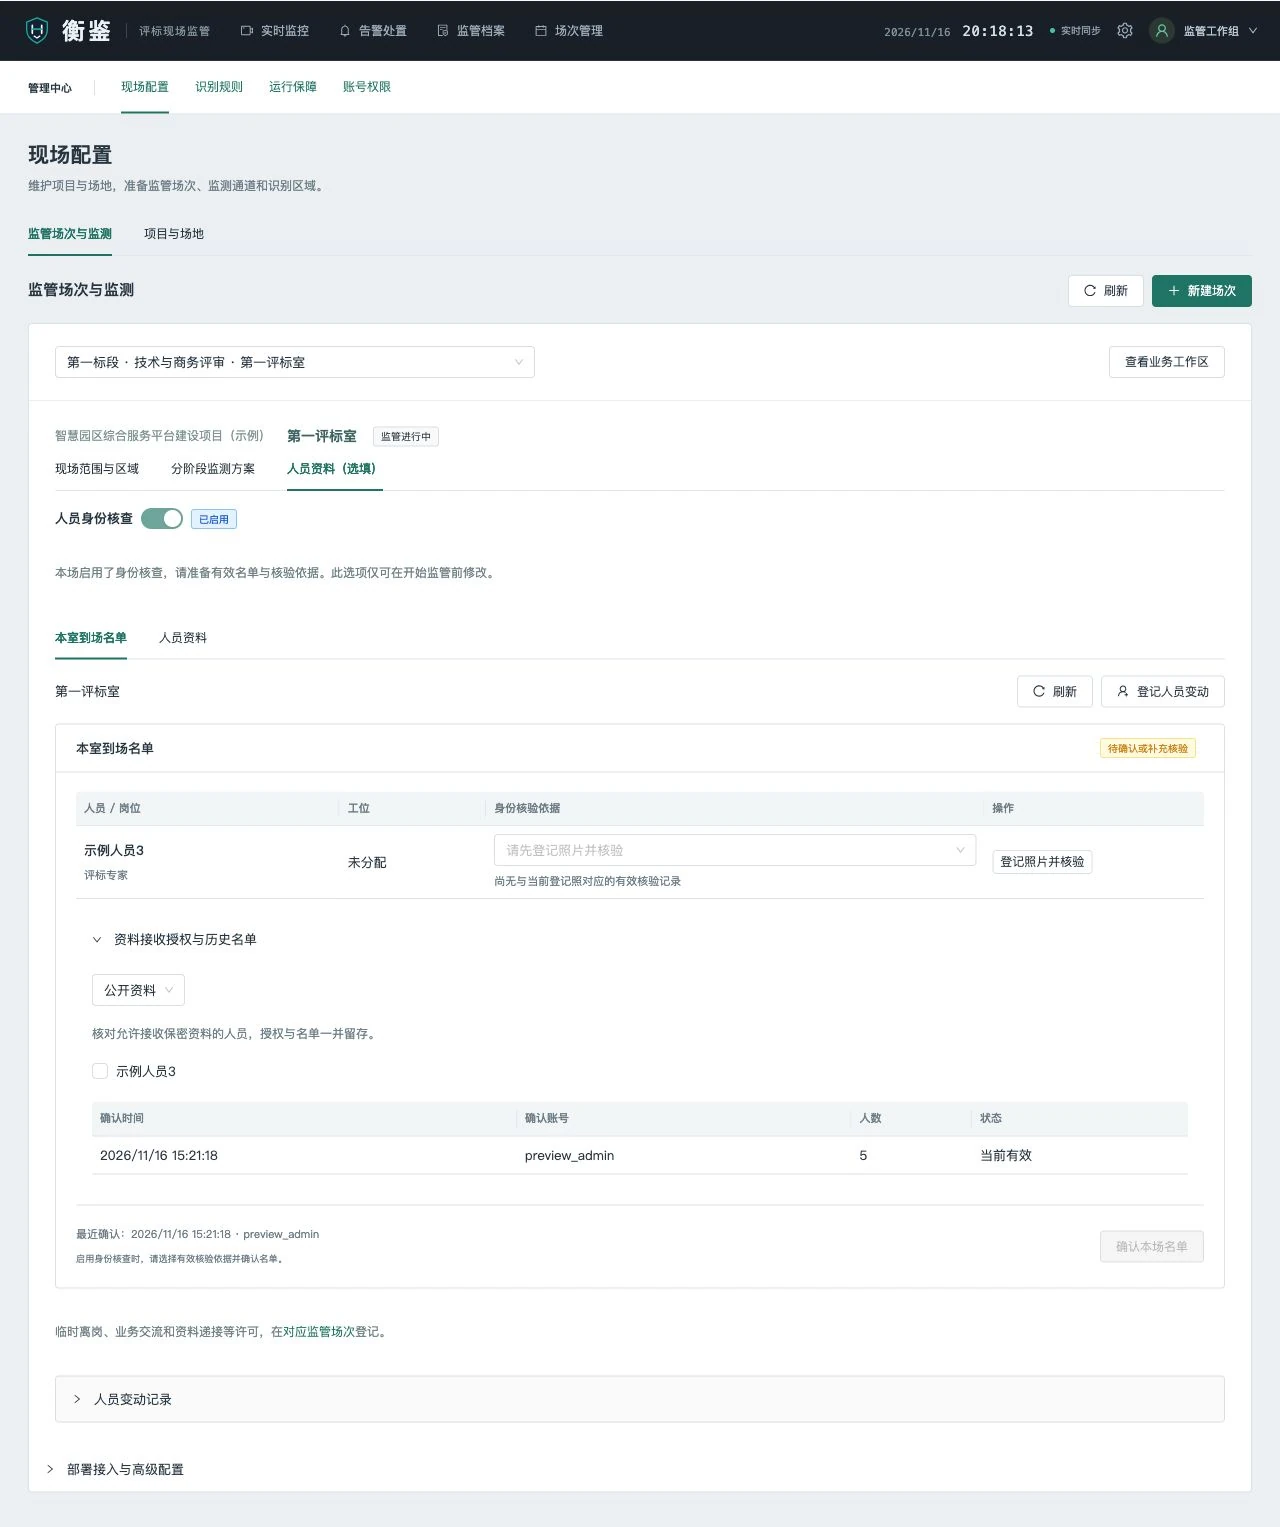 衡鉴 评标现场监管 实时监控 告警处置 监管档案 场次管理 2026/11/16 20:18:13 实时同步 监管工作组
管理中心 现场配置 识别规则 运行保障 账号权限
现场配置
维护项目与场地，准备监管场次、监测通道和识别区域。
监管场次与监测 项目与场地
监管场次与监测 刷新 新建场次
第一标段 · 技术与商务评审 · 第一评标室 查看业务工作区
智慧园区综合服务平台建设项目（示例） 第一评标室 监管进行中
现场范围与区域 分阶段监测方案 人员资料（选填）
人员身份核查 已启用
本场启用了身份核查，请准备有效名单与核验依据。此选项仅可在开始监管前修改。
本室到场名单 人员资料
第一评标室 刷新 登记人员变动
本室到场名单 待确认或补充核验
人员 / 岗位 工位 身份核验依据 操作
示例人员3 未分配 请先登记照片并核验 登记照片并核验
评标专家 尚无与当前登记照对应的有效核验记录
资料接收授权与历史名单
公开资料
核对允许接收保密资料的人员，授权与名单一并留存。
示例人员3
确认时间 确认账号 人数 状态
2026/11/16 15:21:18 preview_admin 5 当前有效
最近确认：2026/11/16 15:21:18 · preview_admin
启用身份核查时，请选择有效核验依据并确认名单。 确认本场名单
临时离岗、业务交流和资料递接等许可，在对应监管场次登记。
人员变动记录
部署接入与高级配置